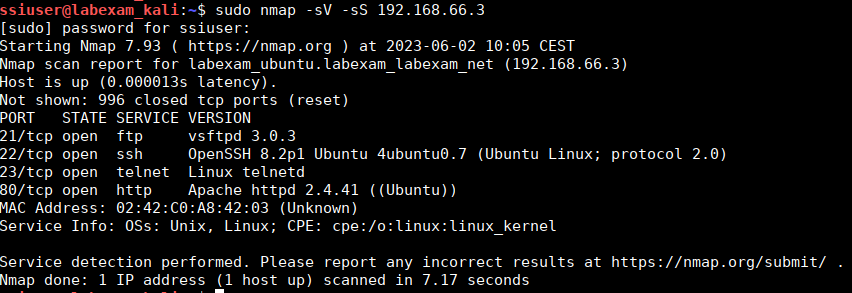 ssiuser@labexam_kali:~$ sudo nmap -sV -sS 192.168.66.3
[sudo] password for ssiuser:
Starting Nmap 7.93 ( https://nmap.org ) at 2023-06-02 10:05 CEST
Nmap scan report for labexam_ubuntu.labexam_labexam_net (192.168.66.3)
Host is up (0.000013s latency).
Not shown: 996 closed tcp ports (reset)
PORT   STATE SERVICE VERSION
21/tcp open  ftp     vsftpd 3.0.3
22/tcp open  ssh     OpenSSH 8.2p1 Ubuntu 4ubuntu0.7 (Ubuntu Linux; protocol 2.0)
23/tcp open  telnet  Linux telnetd
80/tcp open  http    Apache httpd 2.4.41 ((Ubuntu))
MAC Address: 02:42:C0:A8:42:03 (Unknown)
Service Info: OSs: Unix, Linux; CPE: cpe:/o:linux:linux_kernel
Service detection performed. Please report any incorrect results at https://nmap.org/submit/ .
Nmap done: 1 IP address (1 host up) scanned in 7.17 seconds